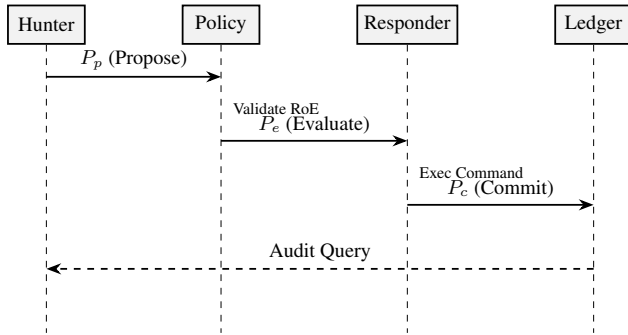 Hunter
Policy
Responder
Ledger
P_p (Propose)
Validate RoE
P_e (Evaluate)
Exec Command
P_c (Commit)
Audit Query